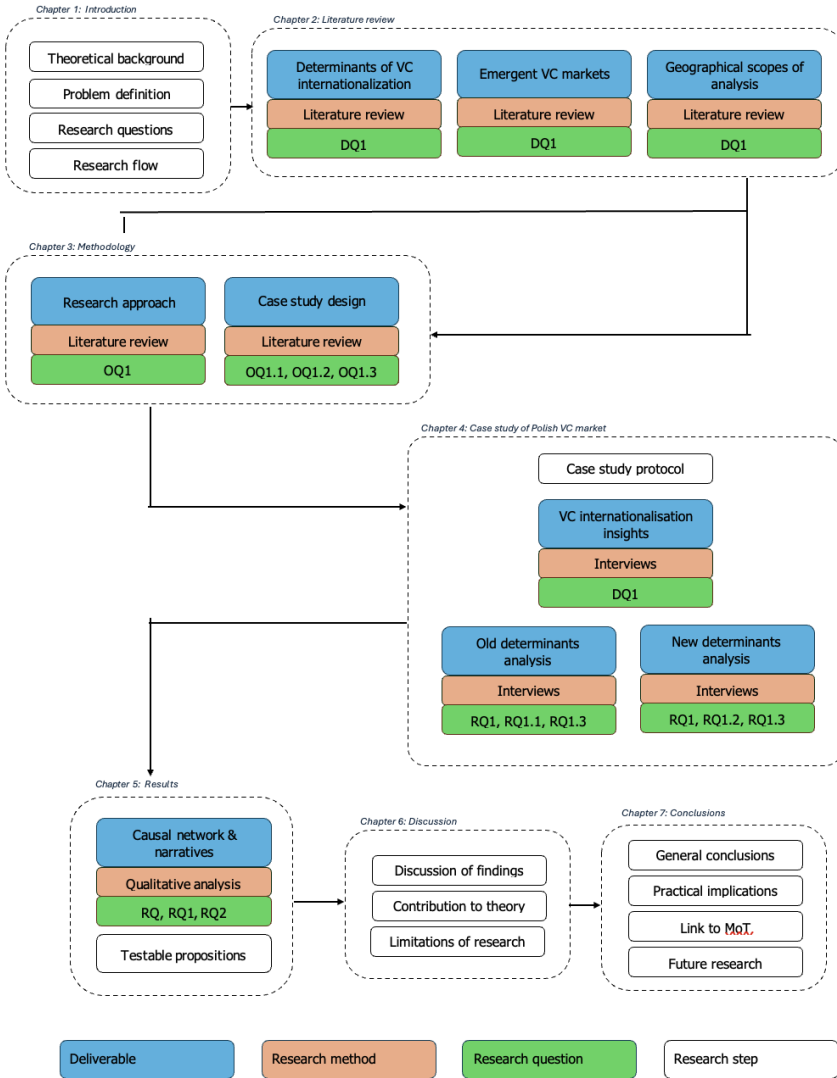 Chapter 1: Introduction
Theoretical background
Problem definition
Research questions
Research flow
Chapter 2: Literature review
Determinants of VC
internationalization
Literature review
DQ1
Emergent VC markets
Literature review
DQ1
Geographical scopes of
analysis
Literature review
DQ1
Chapter 3: Methodology
Research approach
Literature review
OQ1
Case study design
Literature review
OQ1.1, OQ1.2, OQ1.3
Chapter 4: Case study of Polish VC market
Case study protocol
VC internationalisation
insights
Interviews
DQ1
Old determinants
analysis
Interviews
RQ1, RQ1.1, RQ1.3
New determinants
analysis
Interviews
RQ1, RQ1.2, RQ1.3
Chapter 5: Results
Causal network &
narratives
Qualitative analysis
RQ, RQ1, RQ2
Testable propositions
Chapter 6: Discussion
Discussion of findings
Contribution to theory
Limitations of research
Chapter 7: Conclusions
General conclusions
Practical implications
Link to MoT.
Future research
Deliverable
Research method
Research question
Research step